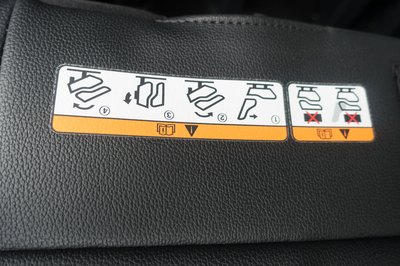 ① ② ③ ④